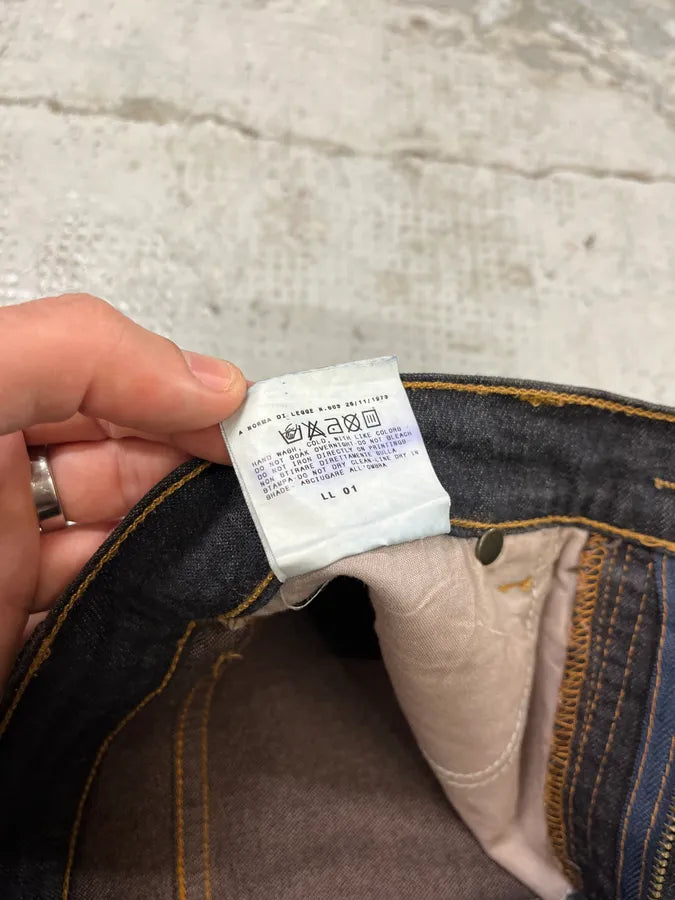 A NORMA DI LEGGE N.883 26/11/1973
HAND WASH, COLD, WITH LIKE COLORD
DO NOT SOAK OVERNIGHT-DO NOT BLEACH
DO NOT IRON DIRECTLY ON PRINTINGD
NON STIRARE DIRETTAMENTE SULLA
STAMPA-DO NOT DRY CLEAN-LINE DRY IN
SHADE- ASCIUGARE ALL'OMBRA
LL 01